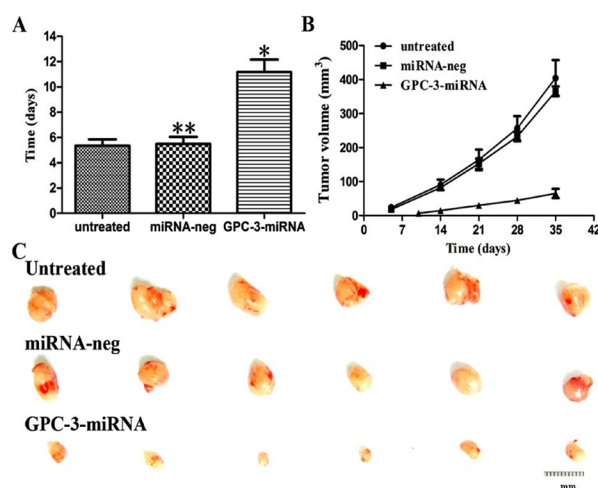 A
Time (days)
14
12
10
8
6
4
2
0
**
*
untreated
miRNA-neg
GPC-3-miRNA
B
Tumor volume (mm³)
500
400
300
200
100
0
untreated
miRNA-neg
GPC-3-miRNA
0 7 14 21 28 35 42
Time (days)
C
Untreated
miRNA-neg
GPC-3-miRNA
mm